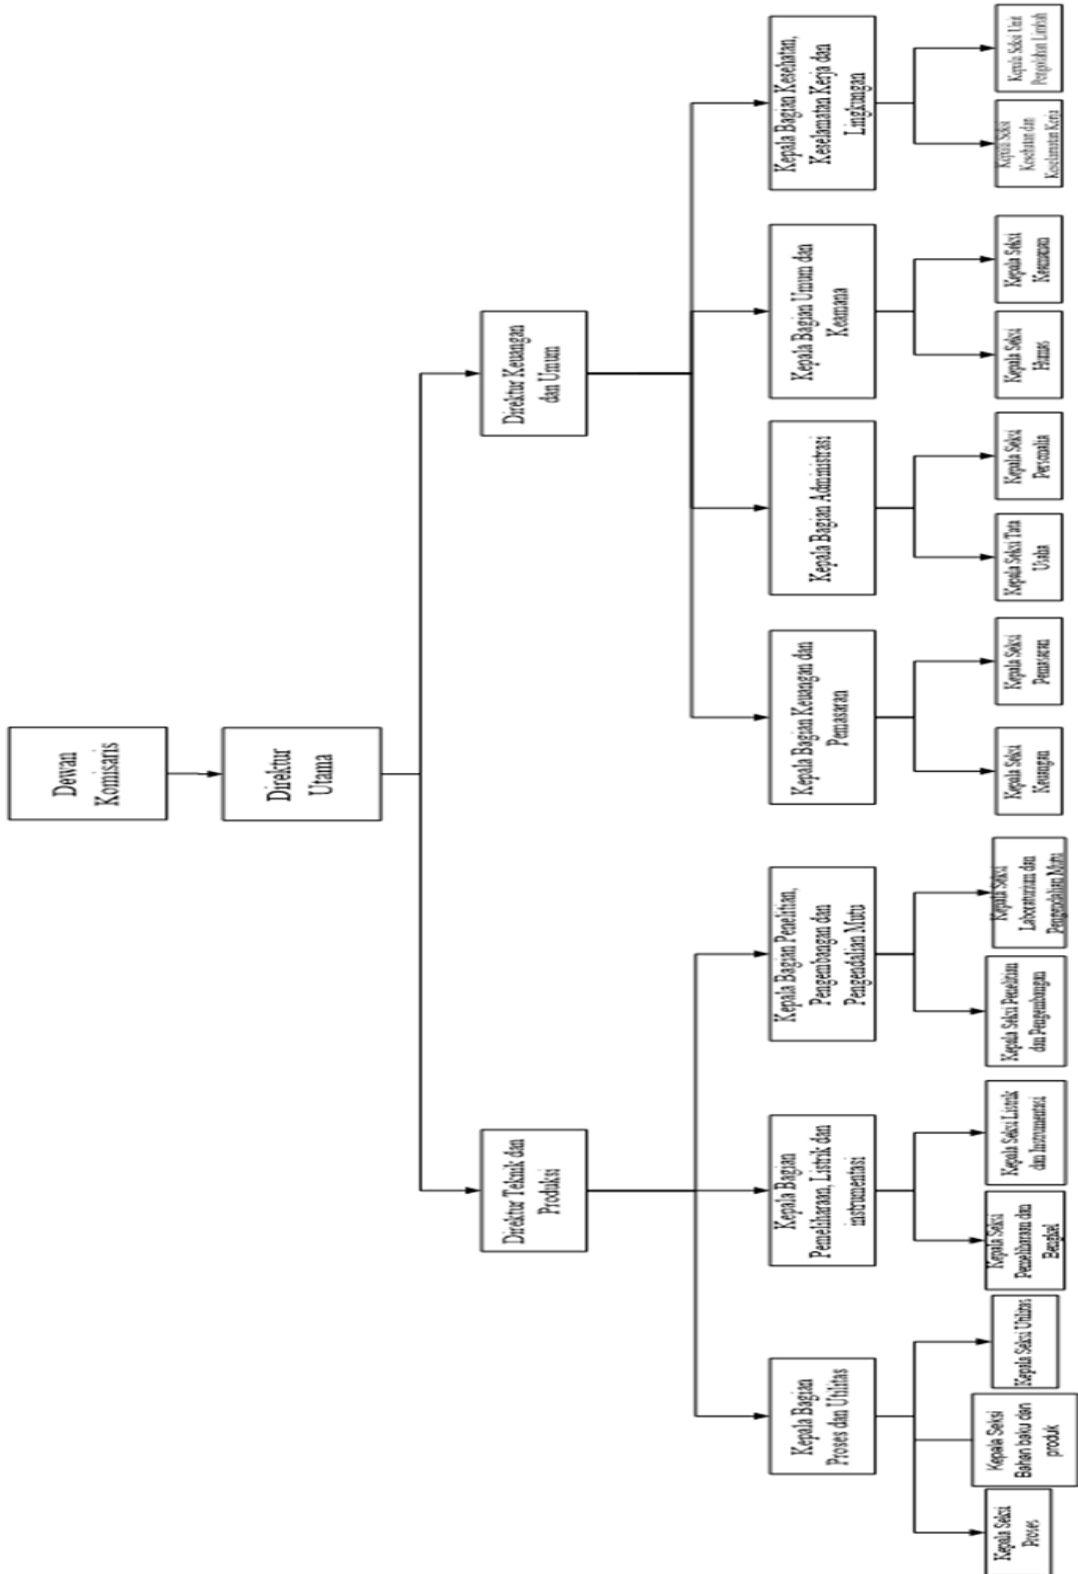 Dewan
Komisaris
Direktur
Utama
Direktur Teknik dan
Produksi
Direktur Keuangan
dan Umum
Kepala Bagian
Proses dan Utilitas
Kepala Bagian
Pemeliharaan, Listrik dan
instrumentasi
Kepala Bagian Penelitian,
Pengembangan dan
Pengendalian Mutu
Kepala Bagian Keuangan dan
Pemasaran
Kepala Bagian Administrasi
Kepala Bagian Umum dan
Keamana
Kepala Bagian Kesehatan,
Keselamatan Kerja dan
Lingkungan
Kepala Seksi
Proses
Kepala Seksi
Bahan baku dan
produk
Kepala Seksi Utilitas
Kepala Seksi
Pemeliharaan dan
Bengkel
Kepala Seksi Listrik
dan Instrumentasi
Kepala Seksi Penelitian
dan Pengembangan
Kepala Seksi
Laboraturium dan
Pengendalian Mutu
Kepala Seksi
Keuangan
Kepala Seksi
Pemasaran
Kepala Seksi Tata
Usaha
Kepala Seksi
Personalia
Kepala Seksi
Humas
Kepala Seksi
Keamanan
Kepala Seksi
Kesehatan dan
Keselamatan Kerja
Kepala Seksi Unit
Pengolahan Limbah